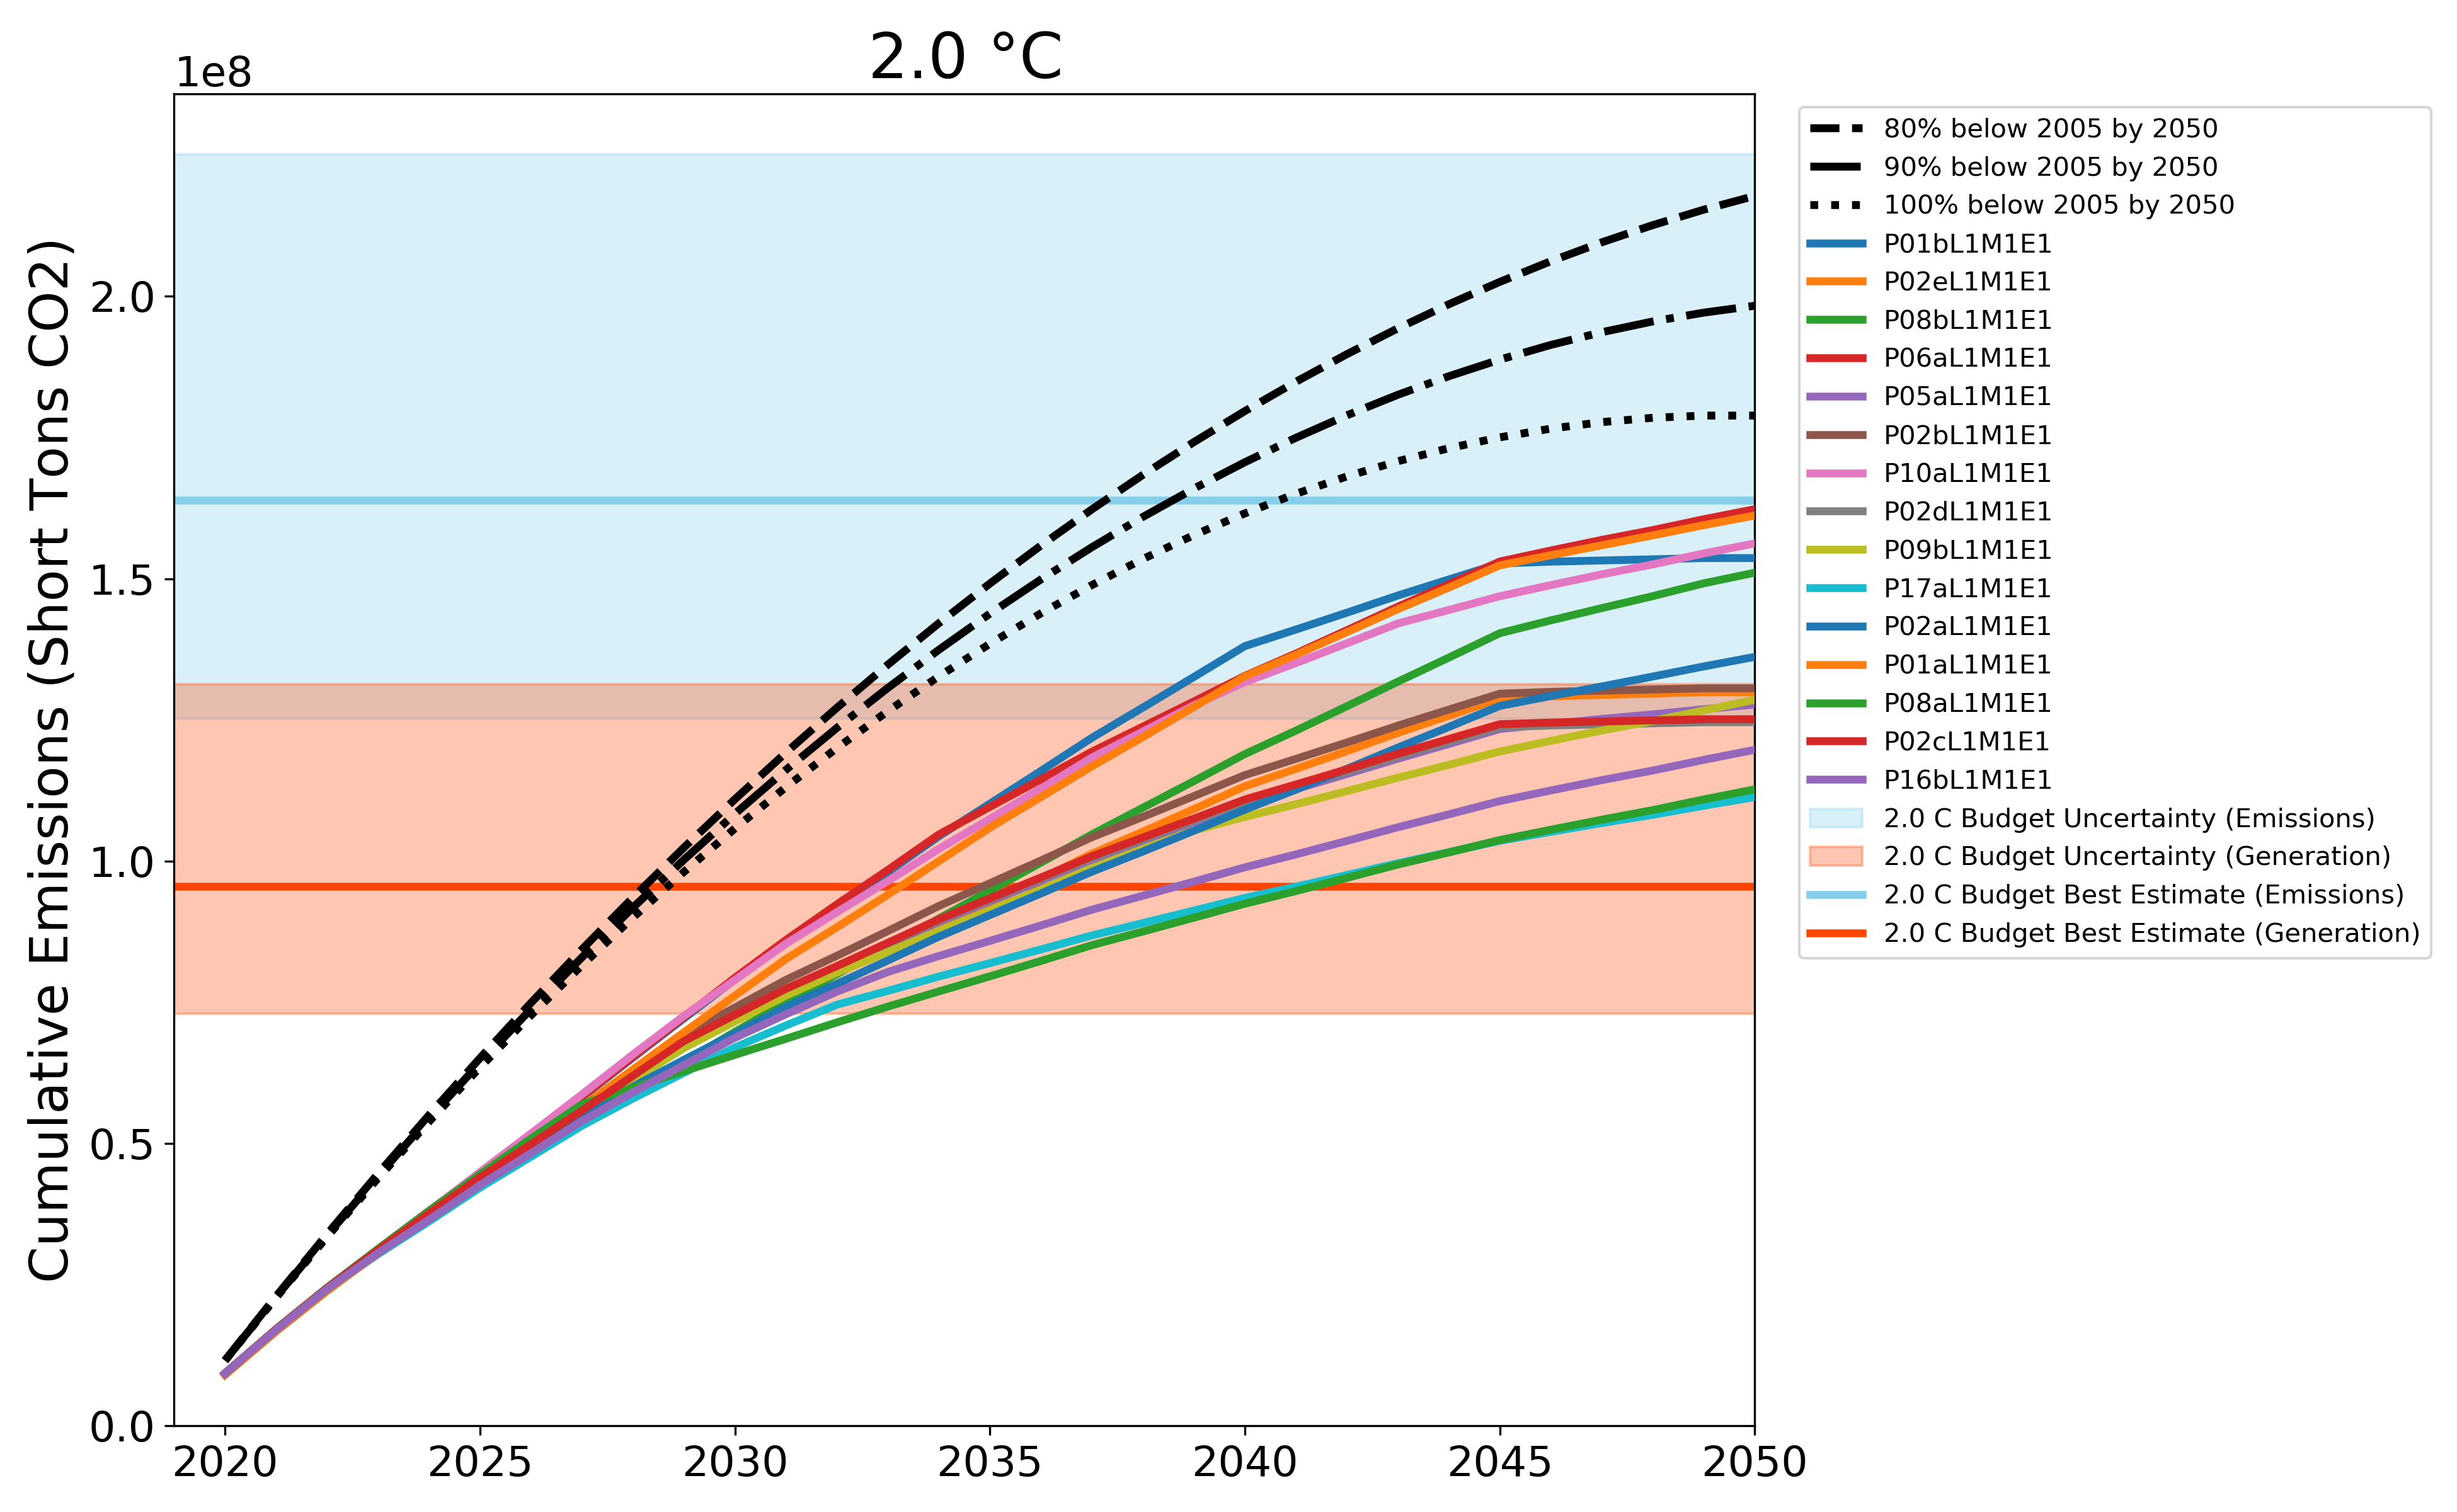 2.0 °C
1e8
Cumulative Emissions (Short Tons CO2)
2.0
1.5
1.0
0.5
0.0
2020 2025 2030 2035 2040 2045 2050
80% below 2005 by 2050
90% below 2005 by 2050
100% below 2005 by 2050
P01bL1M1E1
P02eL1M1E1
P08bL1M1E1
P06aL1M1E1
P05aL1M1E1
P02bL1M1E1
P10aL1M1E1
P02dL1M1E1
P09bL1M1E1
P17aL1M1E1
P02aL1M1E1
P01aL1M1E1
P08aL1M1E1
P02cL1M1E1
P16bL1M1E1
2.0 C Budget Uncertainty (Emissions)
2.0 C Budget Uncertainty (Generation)
2.0 C Budget Best Estimate (Emissions)
2.0 C Budget Best Estimate (Generation)